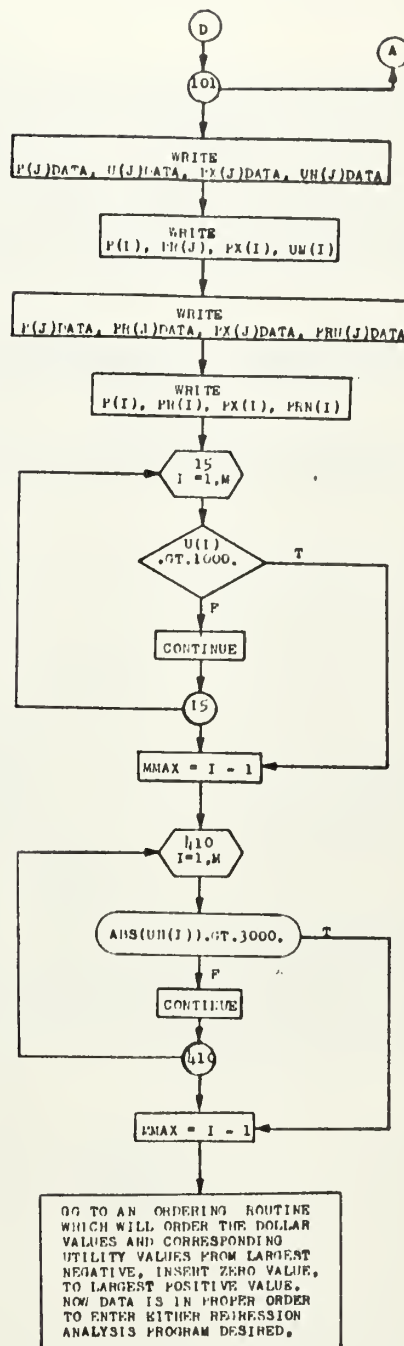 D
A
101
WRITE
P(J)DATA, U(J)DATA, PX(J)DATA, UN(J)DATA
WRITE
P(I), PR(J), PX(I), UN(I)
WRITE
P(J)DATA, PR(J)DATA, PX(J)DATA, PRN(J)DATA
WRITE
P(I), PR(I), PX(I), PRN(I)
15
I =1,M
U(I)
.GT.1000.
T
F
CONTINUE
15
MMAX = I - 1
410
I=1,M
ABS(UN(I)).GT.3000.
T
F
CONTINUE
410
MMAX = I - 1
GO TO AN ORDERING ROUTINE
WHICH WILL ORDER THE DOLLAR
VALUES AND CORRESPONDING
UTILITY VALUES FROM LARGEST
NEGATIVE, INSERT ZERO VALUE,
TO LARGEST POSITIVE VALUE.
NOW DATA IS IN PROPER ORDER
TO ENTER EITHER REGRESSION
ANALYSIS PROGRAM DESIRED.